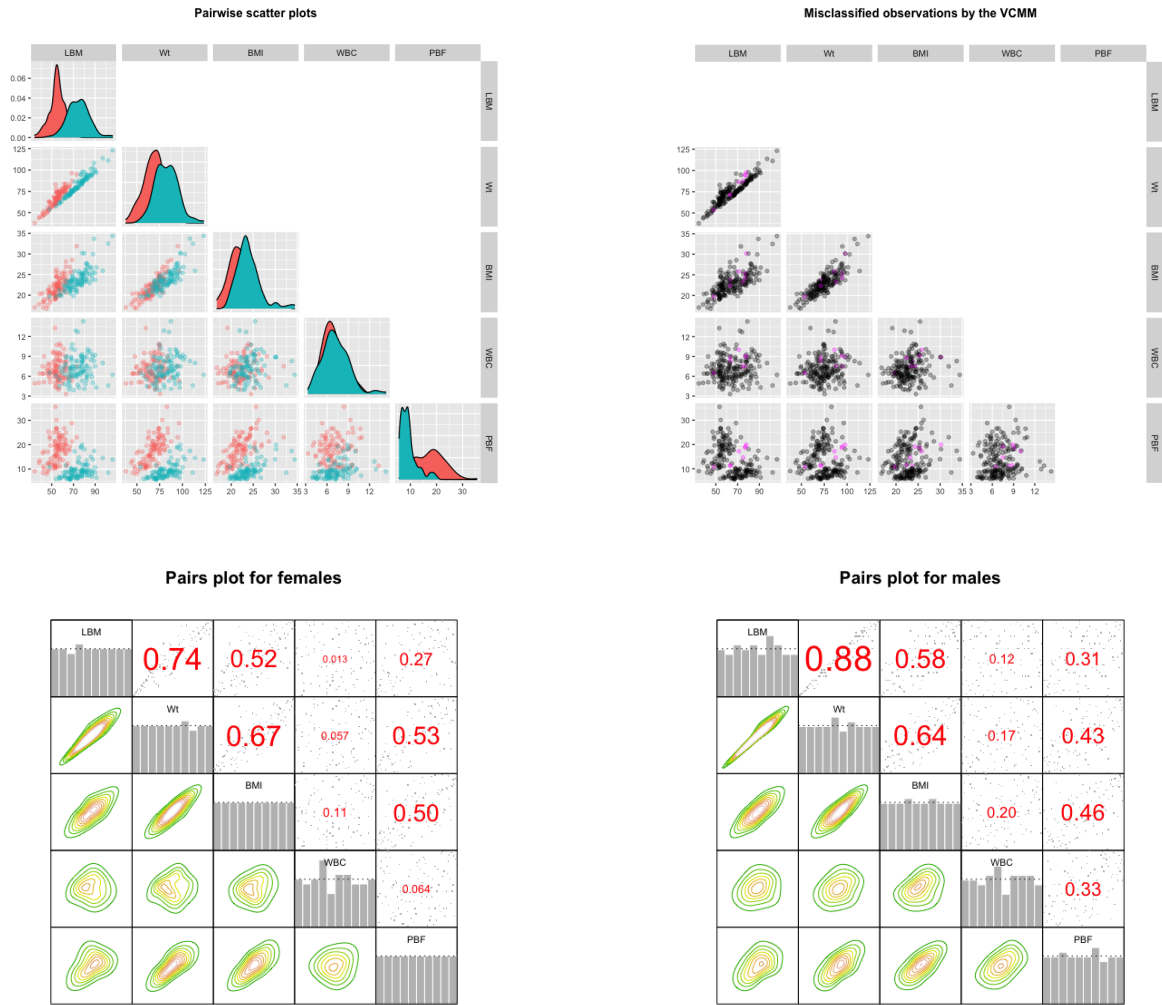 Pairwise scatter plots
LBM Wt BMI WBC PBF
0.06
0.04
0.02
0.00
LBM
125
100
75
50
Wt
35
30
25
20
BMI
12
9
6
3
WBC
30
20
10
PBF
50 70 90 50 75 100 125 20 25 30 35 3 6 9 12 10 20 30
Misclassified observations by the VCMM
LBM Wt BMI WBC PBF
LBM
125
100
75
50
Wt
35
30
25
20
BMI
12
9
6
3
WBC
30
20
10
PBF
50 70 90 50 75 100 125 20 25 30 35 3 6 9 12
Pairs plot for females
LBM
0.74 0.52 0.013 0.27
Wt
0.67 0.057 0.53
BMI
0.11 0.50
WBC
0.064
PBF
Pairs plot for males
LBM
0.88 0.58 0.12 0.31
Wt
0.64 0.17 0.43
BMI
0.20 0.46
WBC
0.33
PBF